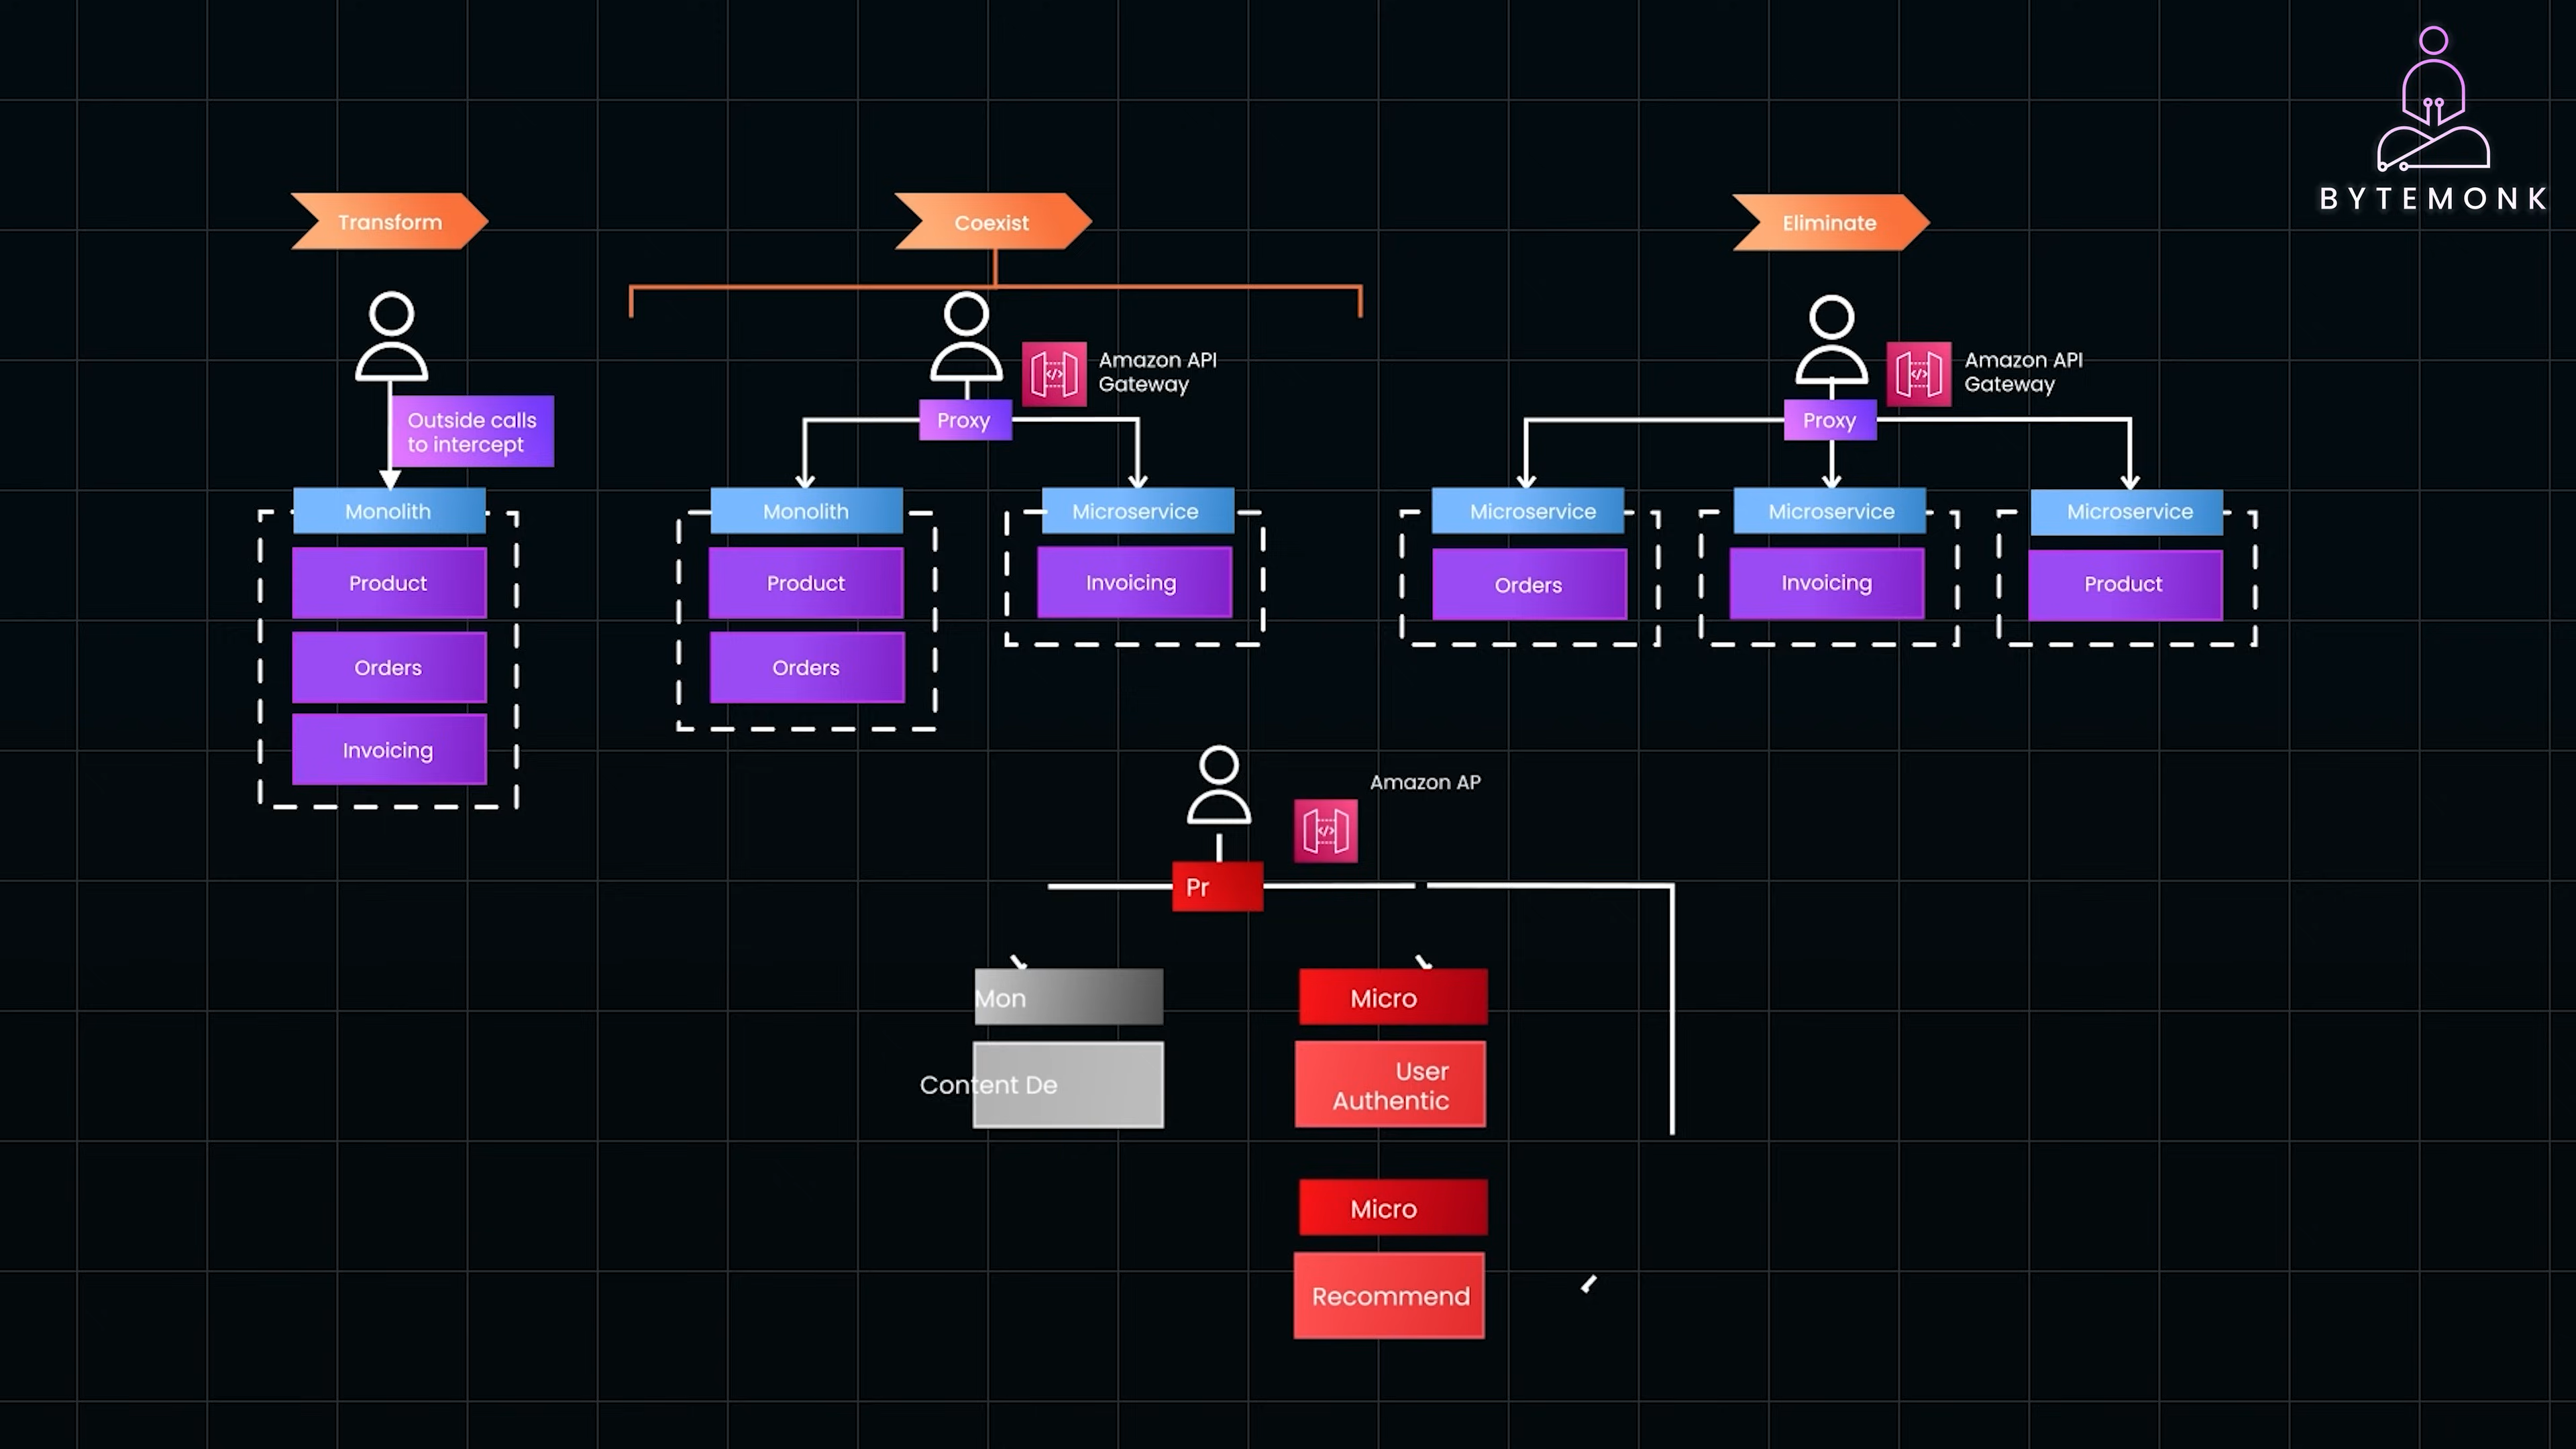 BYTEMONK
Transform
Coexist
Eliminate
Outside calls
to intercept
Monolith
Product
Orders
Invoicing
Amazon API
Gateway
Proxy
Monolith
Product
Orders
Microservice
Invoicing
Amazon API
Gateway
Proxy
Microservice
Orders
Microservice
Invoicing
Microservice
Product
Amazon AP
Pr
Mon
Content De
Micro
User
Authentic
Micro
Recommend